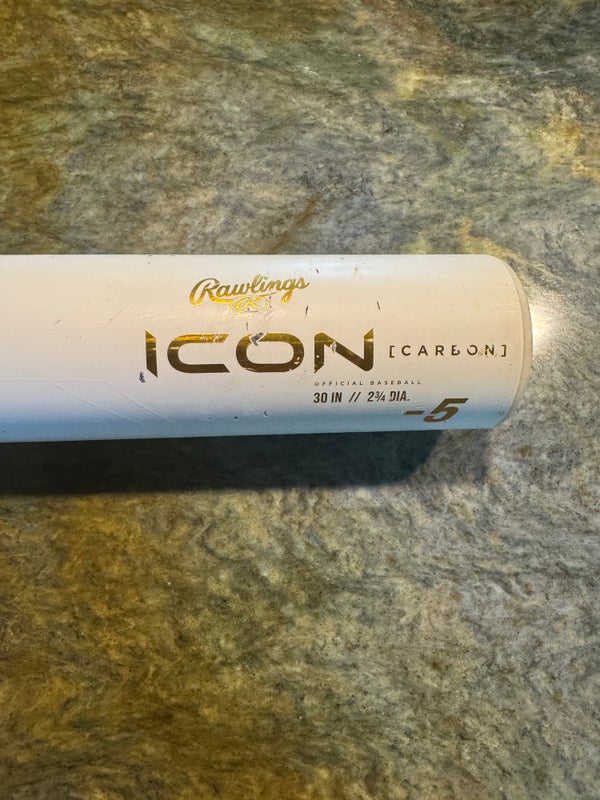 Rawlings
ICON [CARBON]
OFFICIAL BASEBALL
30 IN // 2¾ DIA.
-5